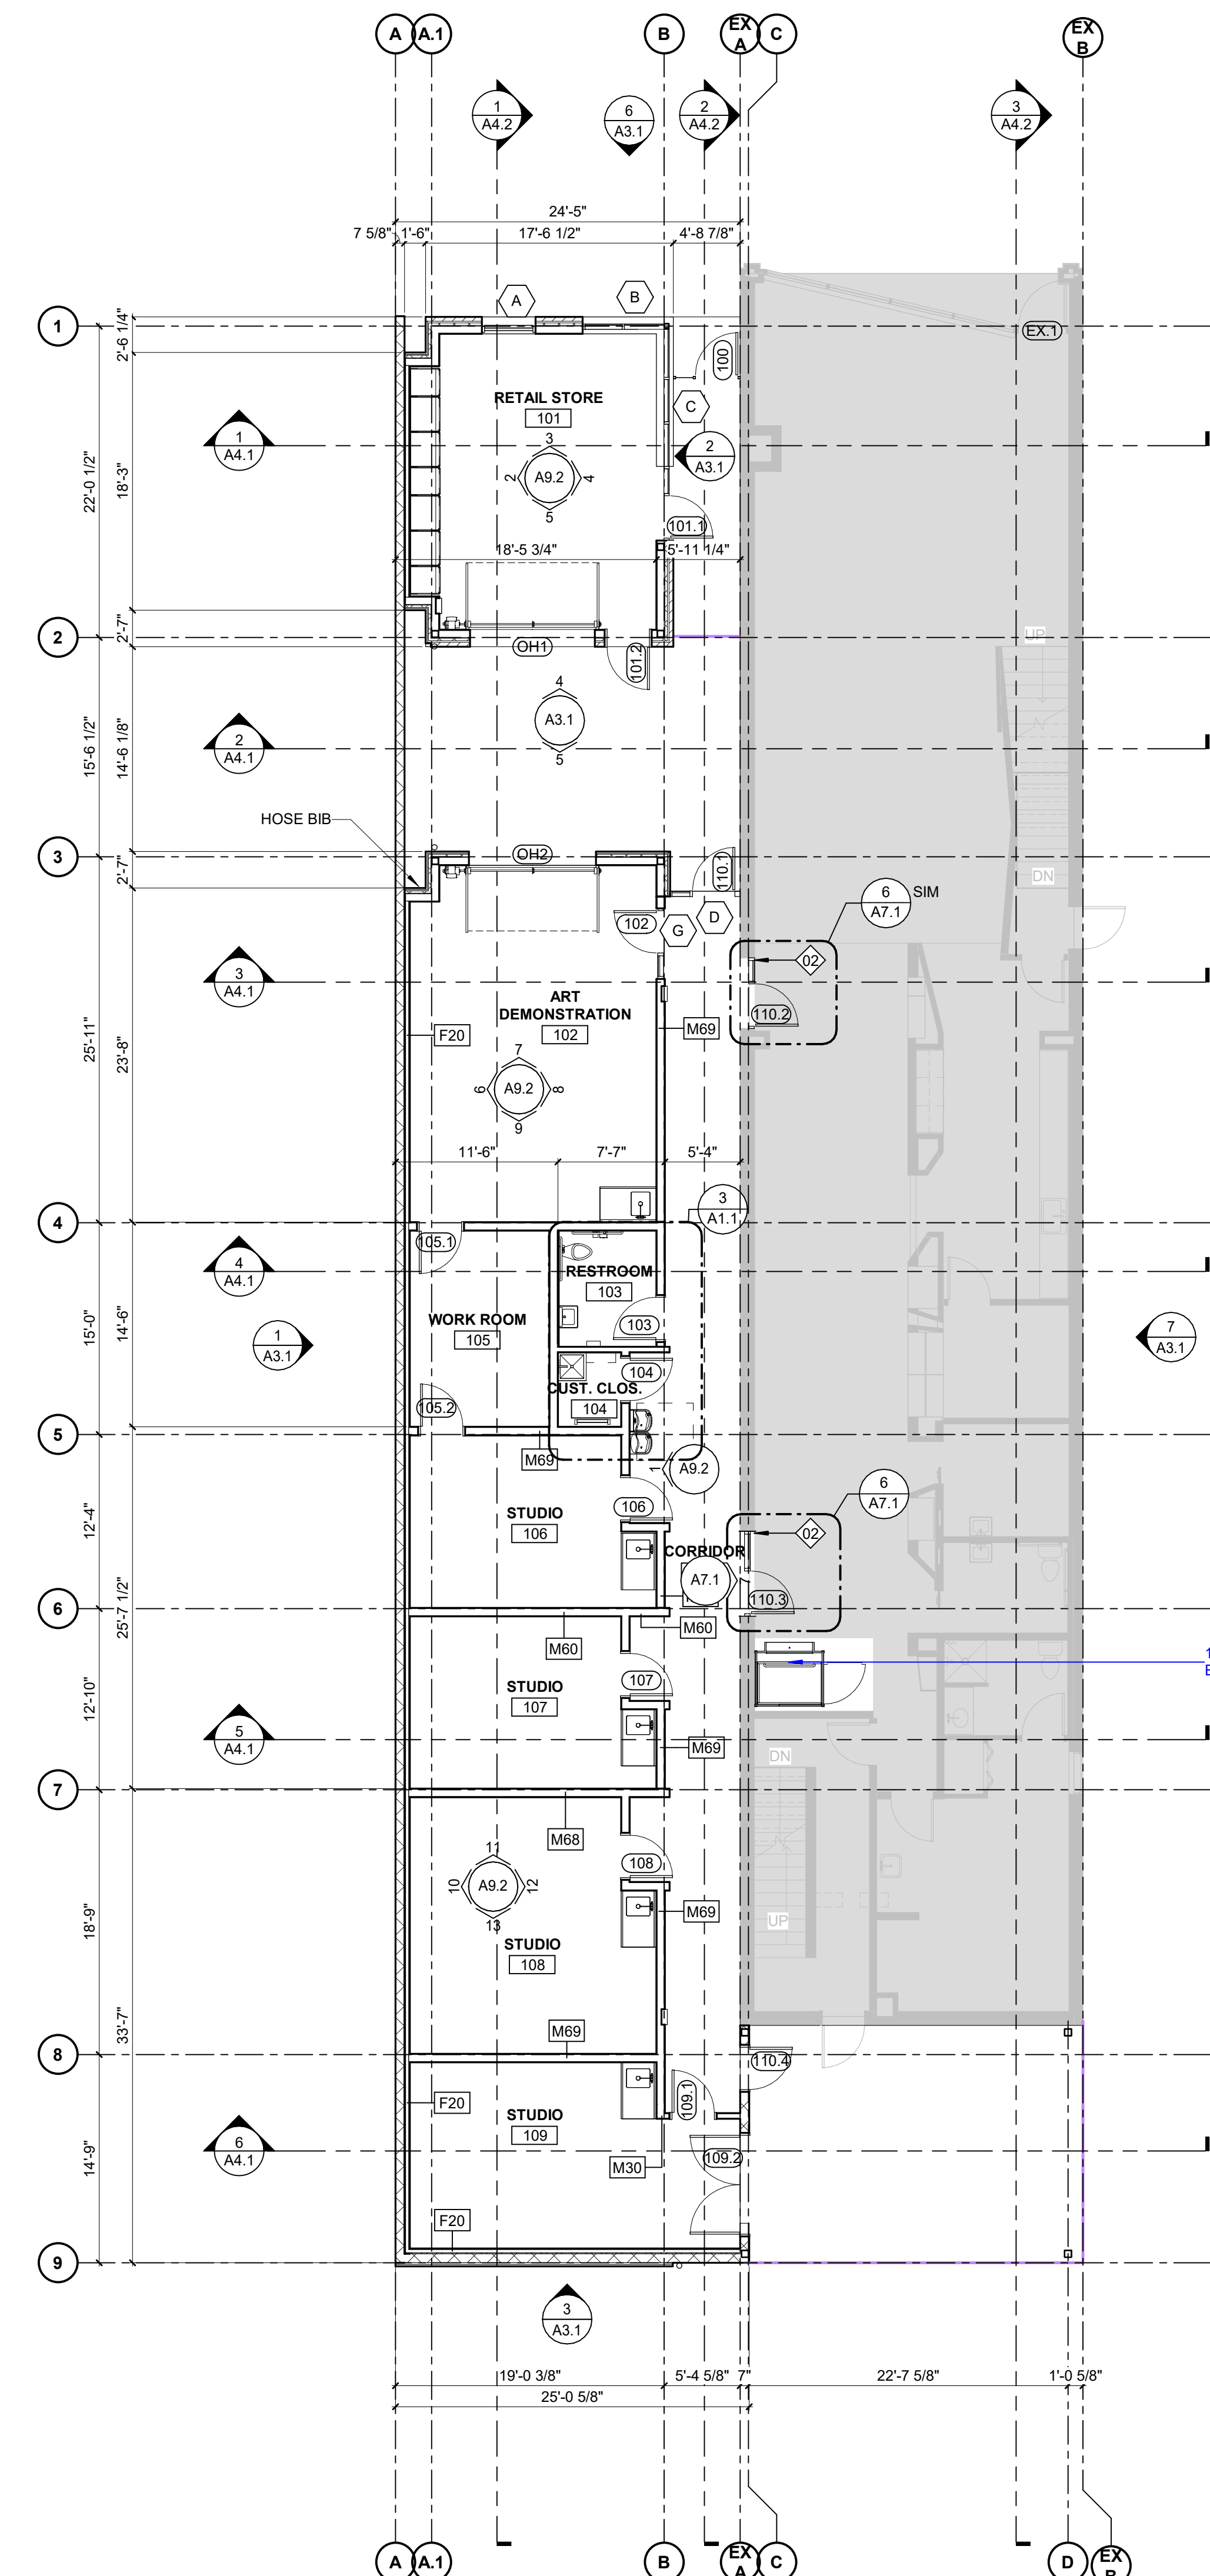 A A.1 B EX A C EX B
1 A4.2
6 A3.1
2 A4.2
3 A4.2
24'-5"
7 5/8" 1'-6" 17'-6 1/2" 4'-8 7/8"
A B
1
EX.1
2'-6 1/4"
100
RETAIL STORE
101
C
3
2 A9.2 4
5
1 A4.1
2 A3.1
22'-0 1/2"
18'-3"
101.1
18'-5 3/4" 5'-11 1/4"
2
2'-7"
OH1
101.2
UP
4
A3.1
5
2 A4.1
15'-6 1/2"
14'-6 1/8"
HOSE BIB
3
OH2
2'-7"
110.1
DN
6 A7.1 SIM
102
G D
02
3 A4.1
ART
DEMONSTRATION
102
110.2
F20
M69
25'-11"
23'-8"
7
6 A9.2 8
9
11'-6" 7'-7" 5'-4"
3 A1.1
4
105.1
4 A4.1
RESTROOM
103
WORK ROOM
105
103
15'-0"
14'-6"
1 A3.1
7 A3.1
104
CUST. CLOS.
104
105.2
5
M69
1 A9.2
6 A7.1
106
STUDIO
106
12'-4"
02
CORRIDOR
A7.1 7
110.3
6
25'-7 1/2"
M60
M60
107
STUDIO
107
12'-10"
5 A4.1
M69
DN
7
M68
108
11
10 A9.2 12
13
M69
UP
18'-9"
STUDIO
108
33'-7"
M69
8
110.4
F20
109.1
STUDIO
109
6 A4.1
14'-9"
109.2
M30
F20
9
3 A3.1
19'-0 3/8" 5'-4 5/8" 7" 22'-7 5/8" 1'-0 5/8"
25'-0 5/8"
A A.1 B EX A C D EX